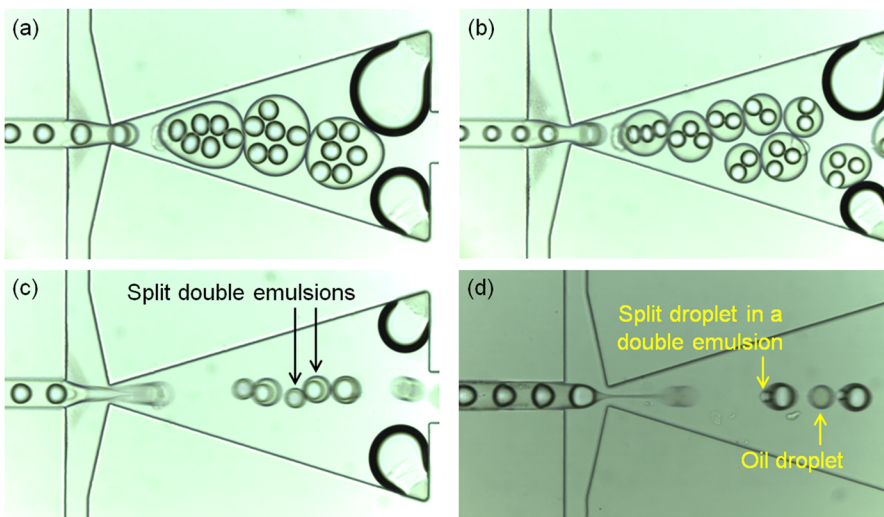 (a)
(b)
(c)
Split double emulsions
(d)
Split droplet in a
double emulsion
Oil droplet